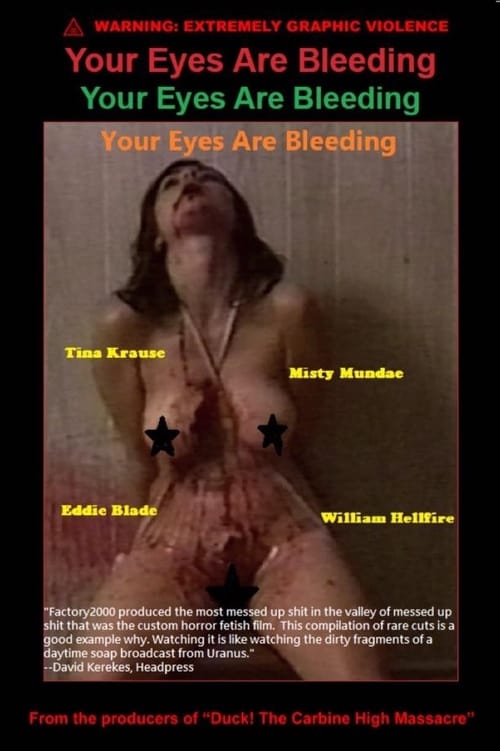 WARNING: EXTREMELY GRAPHIC VIOLENCE
Your Eyes Are Bleeding
Your Eyes Are Bleeding
Your Eyes Are Bleeding
Tina Krause
Misty Mundae
Eddie Blade
William Hellfire
"Factory2000 produced the most messed up shit in the valley of messed up
shit that was the custom horror fetish film. This compilation of rare cuts is a
good example why. Watching it is like watching the dirty fragments of a
daytime soap broadcast from Uranus."
--David Kerekes, Headpress
From the producers of “Duck! The Carbine High Massacre”